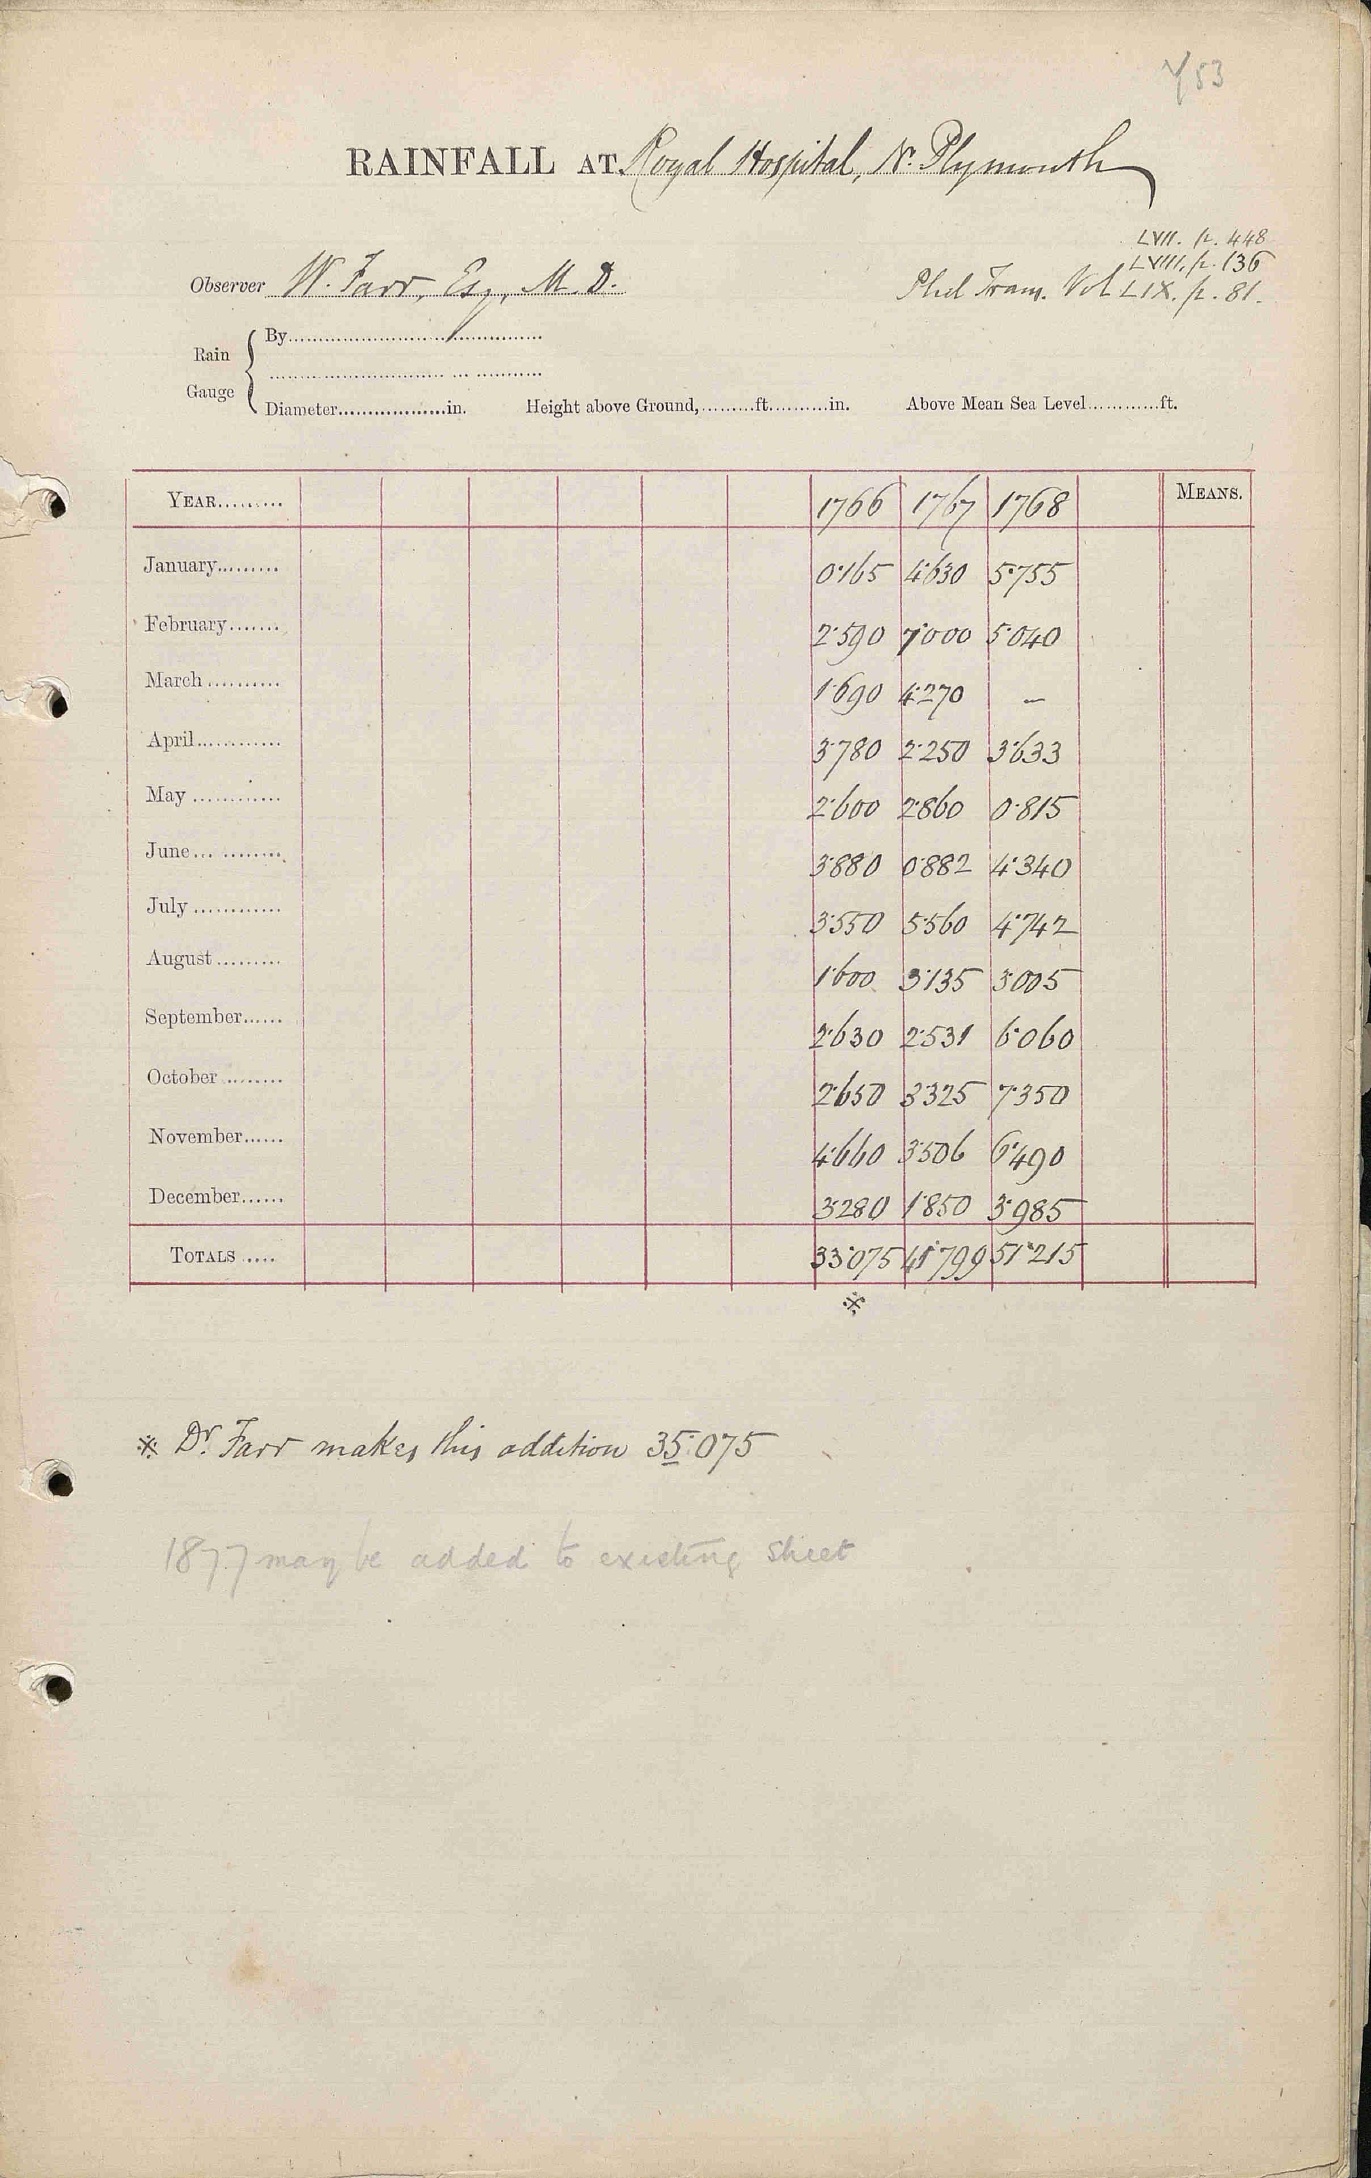 Y53
RAINFALL AT Royal Hospital, Nr. Plymouth
LVII. p. 448
Observer W. Farr, Esq., M.D.
LVIII. p. 136
Phil Trans. Vol LIX. p. 81.
Rain Gauge { By
Diameter in. Height above Ground, ft. in. Above Mean Sea Level ft.
YEAR 1766 1767 1768 MEANS.
January 0·165 4·630 5·755
February 2·590 7·000 5·040
March 1·690 4·270 –
April 3·780 2·250 3·633
May 2·600 2·860 0·815
June 3·880 0·882 4·340
July 3·550 5·560 4·742
August 1·600 3·135 3·005
September 2·630 2·531 6·060
October 2·650 3·325 7·350
November 4·660 3·506 6·490
December 3·280 1·850 3·985
TOTALS 33·075 41·799 51·215
※
※ Dr. Farr makes this addition 35·075
1877 may be added to existing sheet